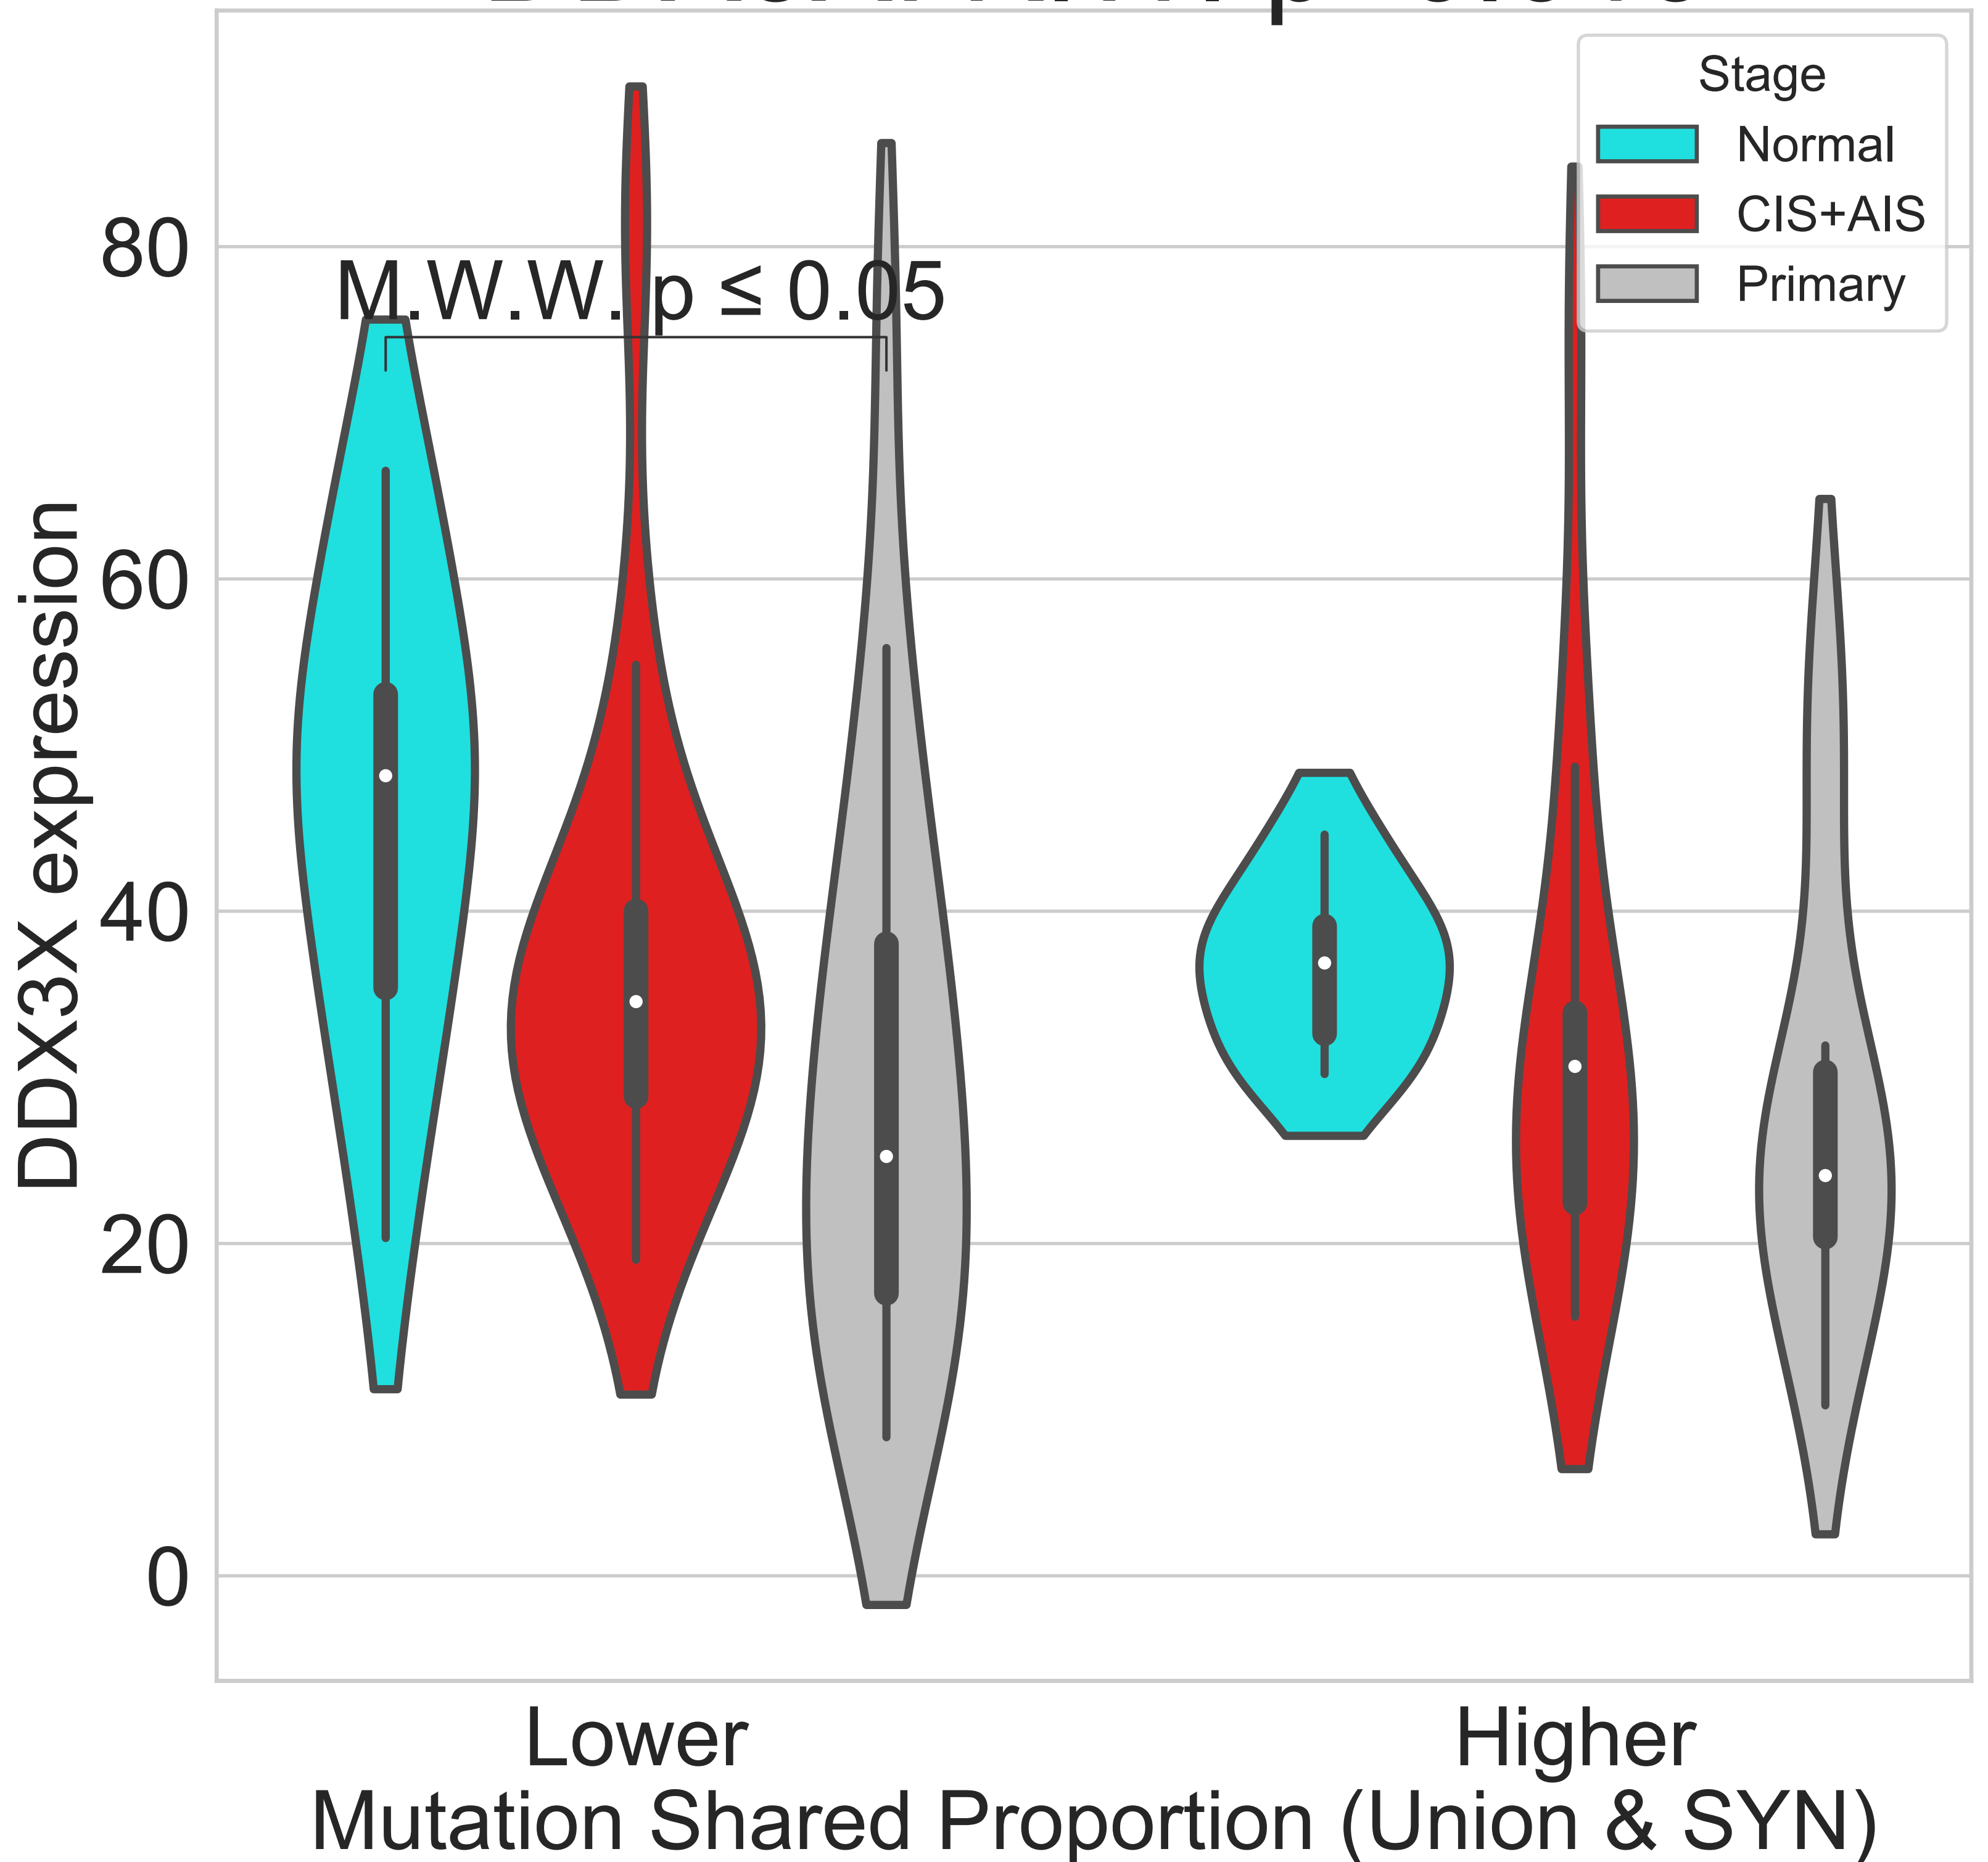 Stage
Normal
CIS+AIS
Primary
M.W.W. p ≤ 0.05
80
60
40
20
0
DDX3X expression
Lower
Higher
Mutation Shared Proportion (Union & SYN)